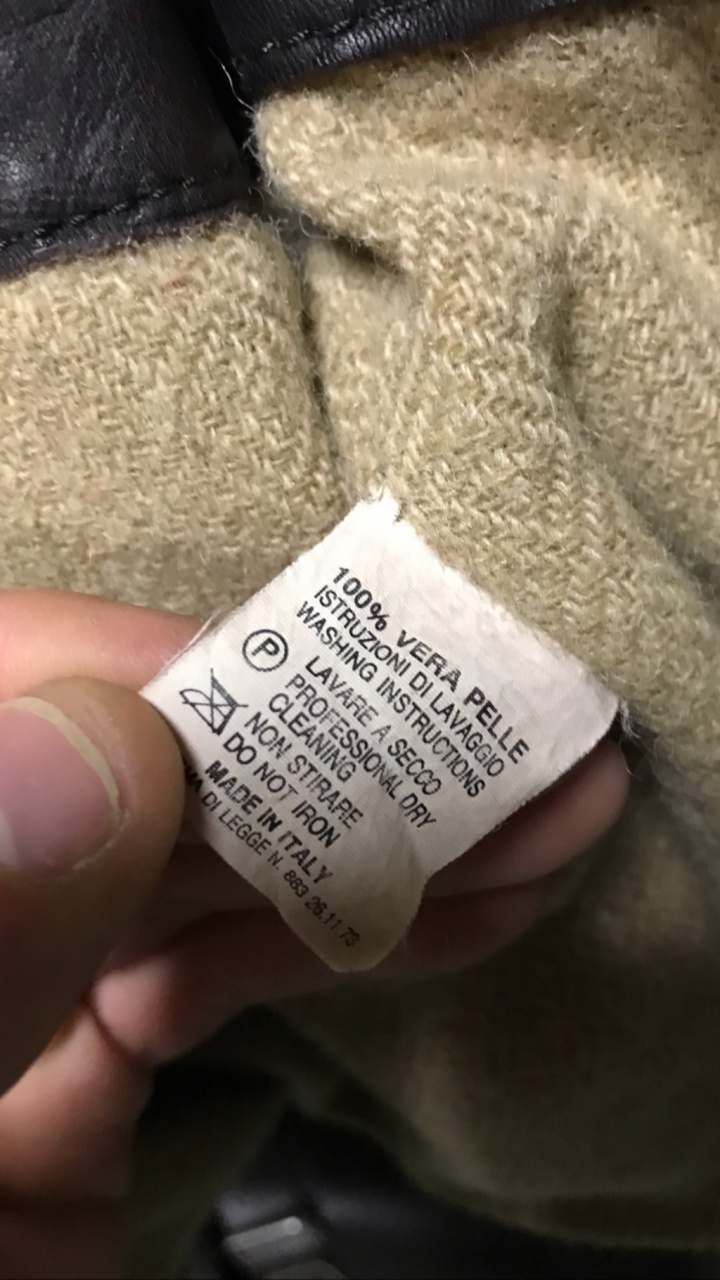 100% VERA PELLE
ISTRUZIONI DI LAVAGGIO
WASHING INSTRUCTIONS
P
LAVARE A SECCO
PROFESSIONAL DRY
CLEANING
NON STIRARE
DO NOT IRON
MADE IN ITALY
DI LEGGE N. 883 26.11.73